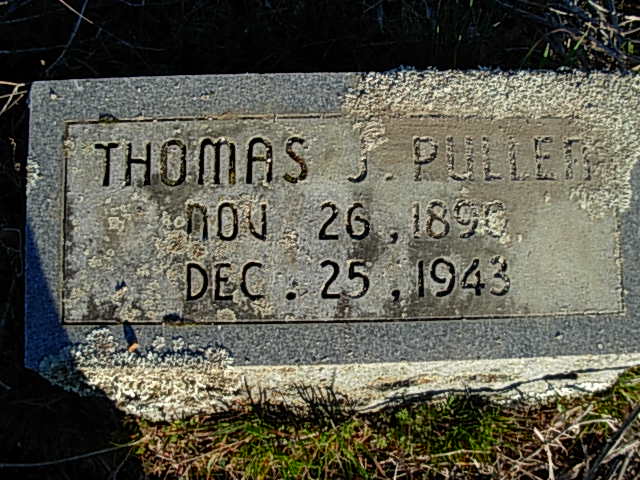 THOMAS J. PULLEN
NOV. 26,
DEC. 25, 1943